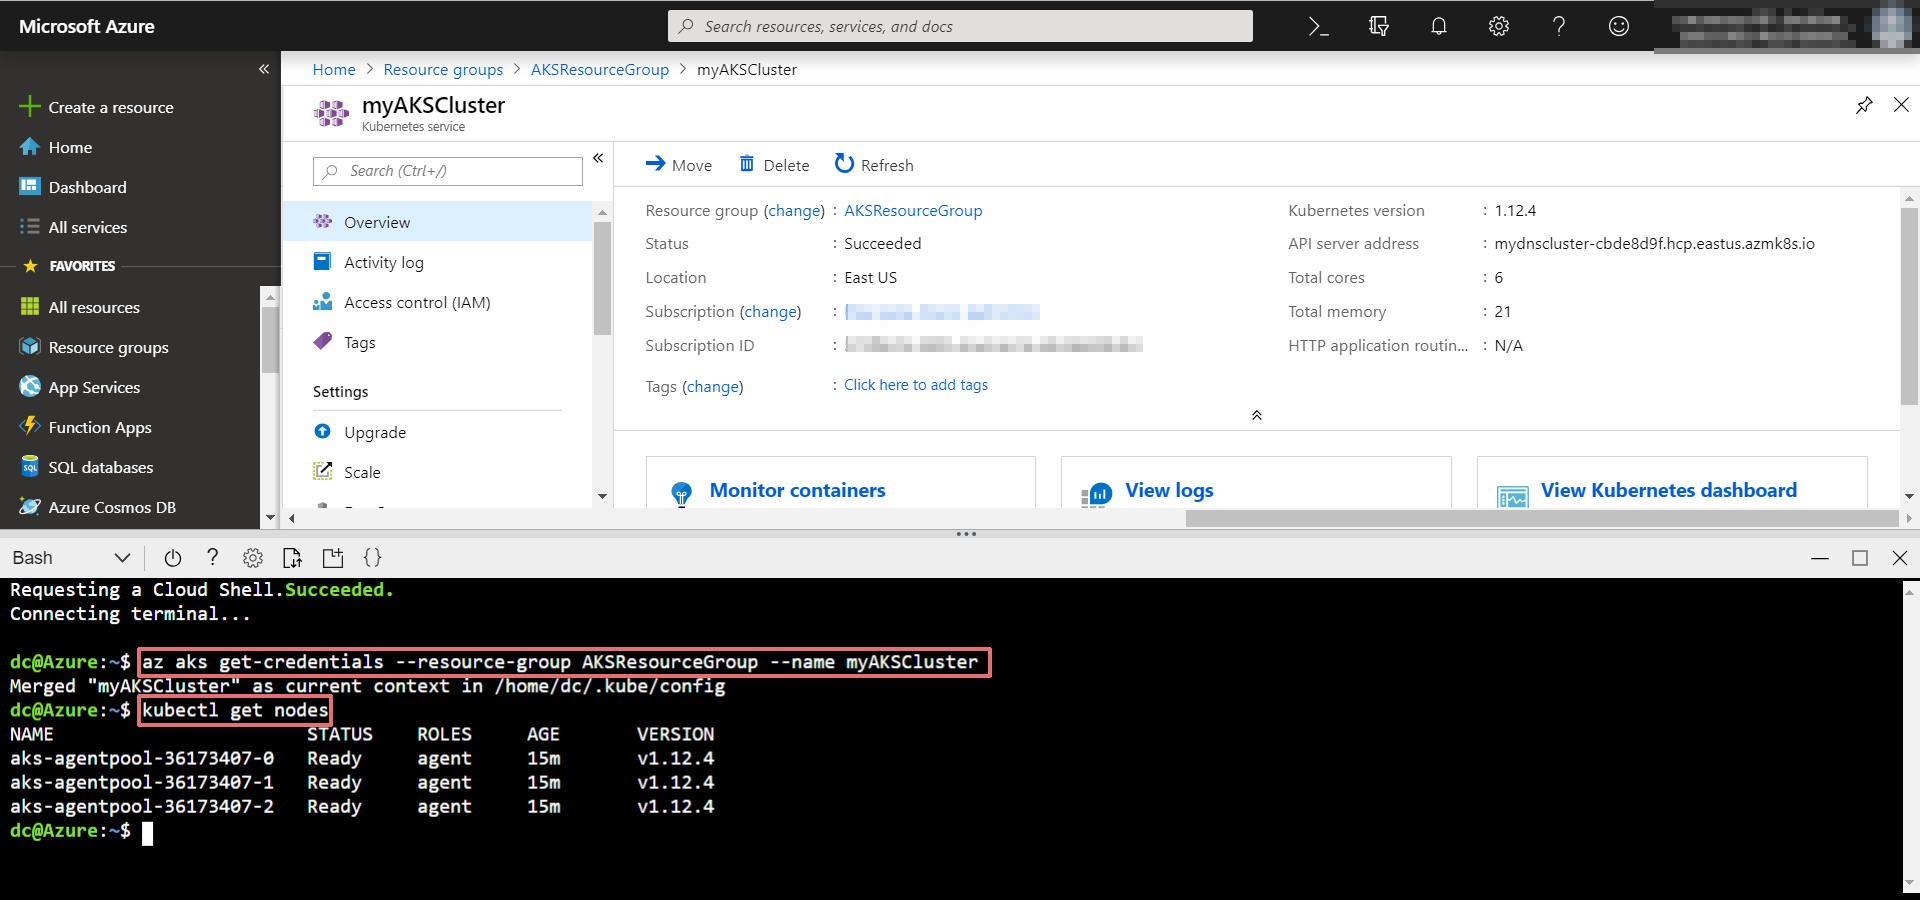 Microsoft Azure
Search resources, services, and docs
Create a resource
Home
Dashboard
All services
FAVORITES
All resources
Resource groups
App Services
Function Apps
SQL databases
Azure Cosmos DB
Home > Resource groups > AKSResourceGroup > myAKSCluster
myAKSCluster
Kubernetes service
Search (Ctrl+/)
Overview
Activity log
Access control (IAM)
Tags
Settings
Upgrade
Scale
Move Delete Refresh
Resource group (change) : AKSResourceGroup
Status : Succeeded
Location : East US
Subscription (change) :
Subscription ID :
Tags (change) : Click here to add tags
Kubernetes version : 1.12.4
API server address : mydnscluster-cbde8d9f.hcp.eastus.azmk8s.io
Total cores : 6
Total memory : 21
HTTP application routin... : N/A
Monitor containers
View logs
View Kubernetes dashboard
Bash
Requesting a Cloud Shell.Succeeded.
Connecting terminal...
dc@Azure:~$ az aks get-credentials --resource-group AKSResourceGroup --name myAKSCluster
Merged "myAKSCluster" as current context in /home/dc/.kube/config
dc@Azure:~$ kubectl get nodes
NAME STATUS ROLES AGE VERSION
aks-agentpool-36173407-0 Ready agent 15m v1.12.4
aks-agentpool-36173407-1 Ready agent 15m v1.12.4
aks-agentpool-36173407-2 Ready agent 15m v1.12.4
dc@Azure:~$